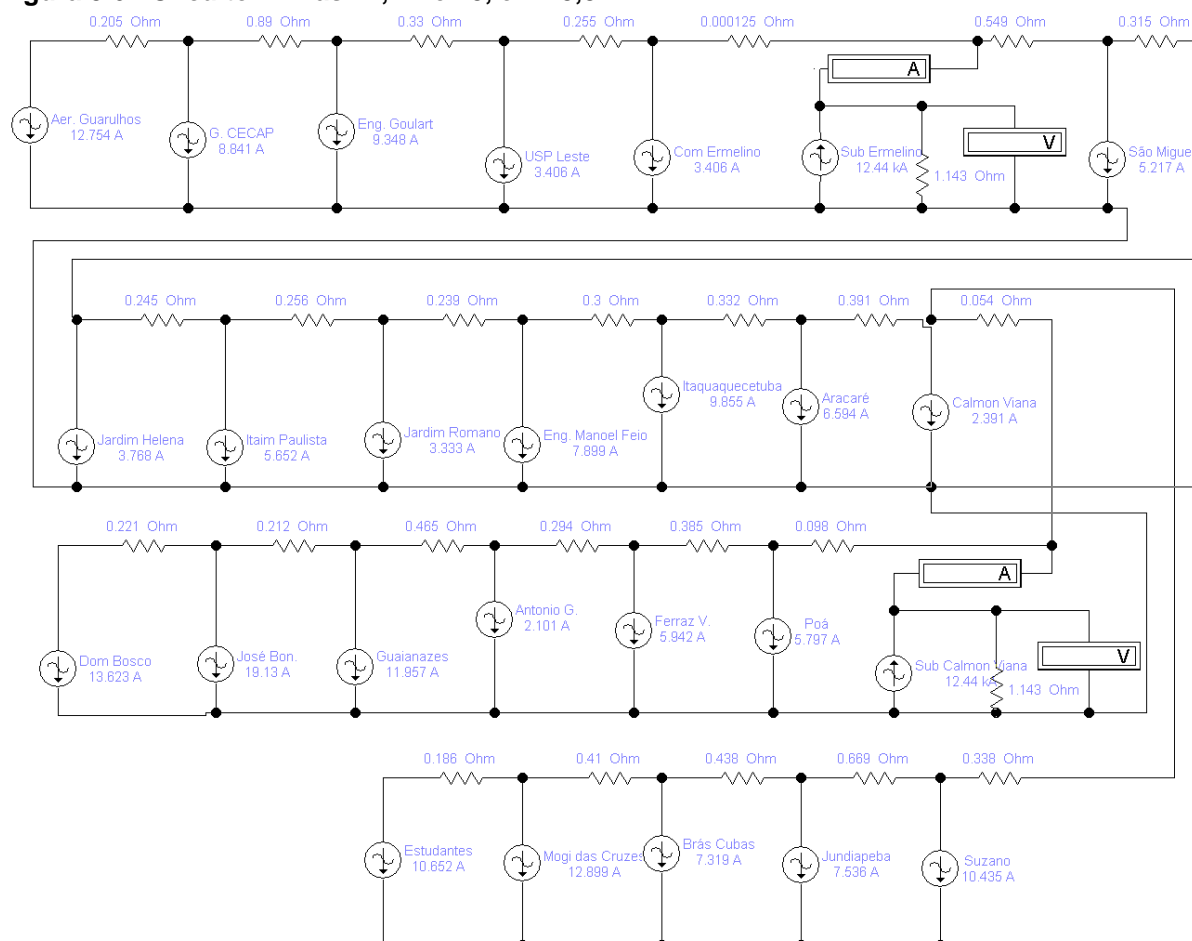 0.205 Ohm
0.89 Ohm
0.33 Ohm
0.255 Ohm
0.000125 Ohm
0.549 Ohm
0.315 Ohm
A
Aer. Guarulhos
12.754 A
G. CECAP
8.841 A
Eng. Goulart
9.348 A
USP Leste
3.406 A
Com Ermelino
3.406 A
Sub Ermelino
12.44 kA
1.143 Ohm
V
São Migue
5.217 A
0.245 Ohm
0.256 Ohm
0.239 Ohm
0.3 Ohm
0.332 Ohm
0.391 Ohm
0.054 Ohm
Jardim Helena
3.768 A
Itaim Paulista
5.652 A
Jardim Romano
3.333 A
Eng. Manoel Feio
7.899 A
Itaquaquecetuba
9.855 A
Aracaré
6.594 A
Calmon Viana
2.391 A
0.221 Ohm
0.212 Ohm
0.465 Ohm
0.294 Ohm
0.385 Ohm
0.098 Ohm
A
Dom Bosco
13.623 A
José Bon.
19.13 A
Guaianazes
11.957 A
Antonio G.
2.101 A
Ferraz V.
5.942 A
Poá
5.797 A
Sub Calmon Viana
12.44 kA
1.143 Ohm
V
0.186 Ohm
0.41 Ohm
0.438 Ohm
0.669 Ohm
0.338 Ohm
Estudantes
10.652 A
Mogi das Cruzes
12.899 A
Brás Cubas
7.319 A
Jundiapeba
7.536 A
Suzano
10.435 A